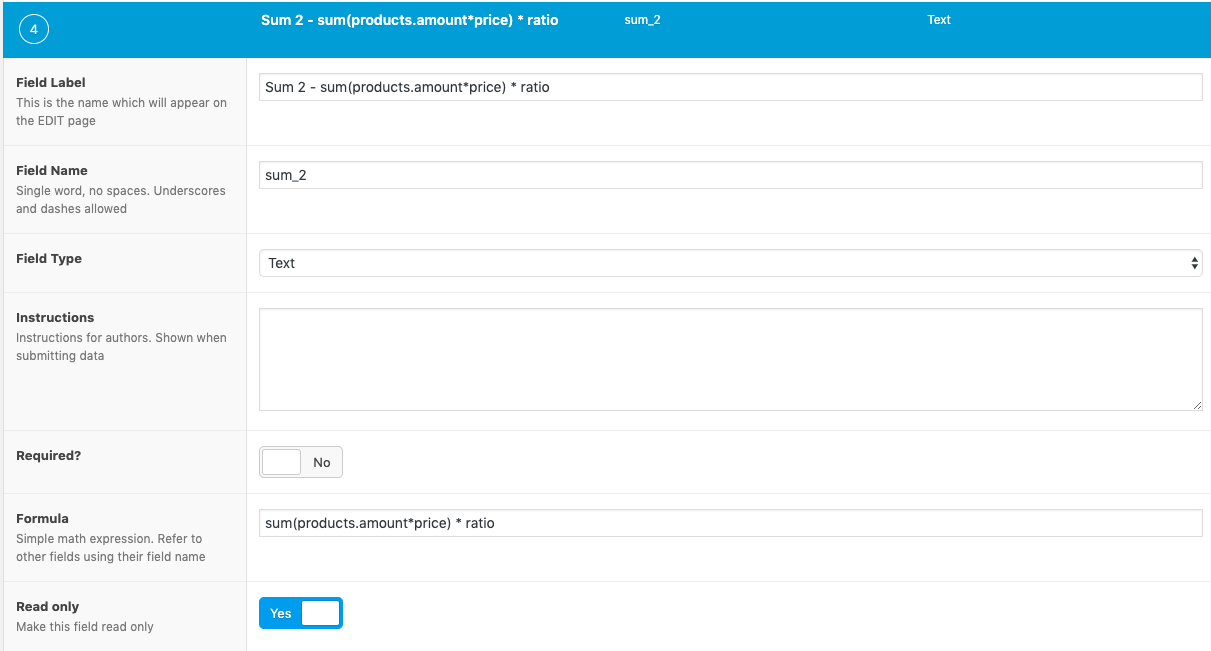 4
Sum 2 - sum(products.amount*price) * ratio
sum_2
Text
Field Label
This is the name which will appear on
the EDIT page
Sum 2 - sum(products.amount*price) * ratio
Field Name
Single word, no spaces. Underscores
and dashes allowed
sum_2
Field Type
Text
Instructions
Instructions for authors. Shown when
submitting data
Required?
No
Formula
Simple math expression. Refer to
other fields using their field name
sum(products.amount*price) * ratio
Read only
Make this field read only
Yes